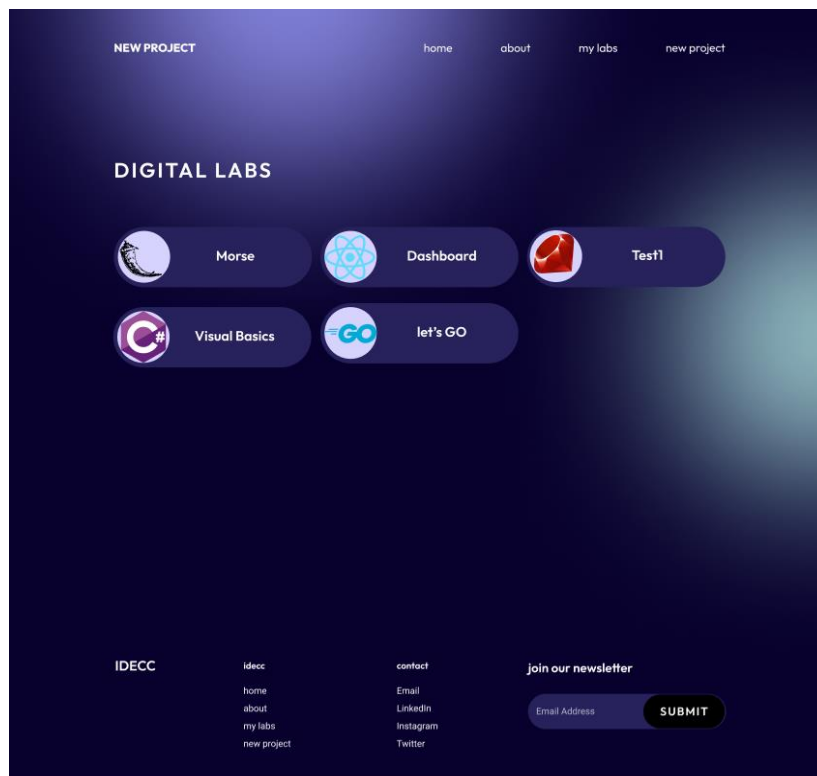 NEW PROJECT home about my labs new project
DIGITAL LABS
Morse
Dashboard
Test1
C#
Visual Basics
GO
let's GO
IDECC
idecc
home
about
my labs
new project
contact
Email
LinkedIn
Instagram
Twitter
join our newsletter
Email Address
SUBMIT